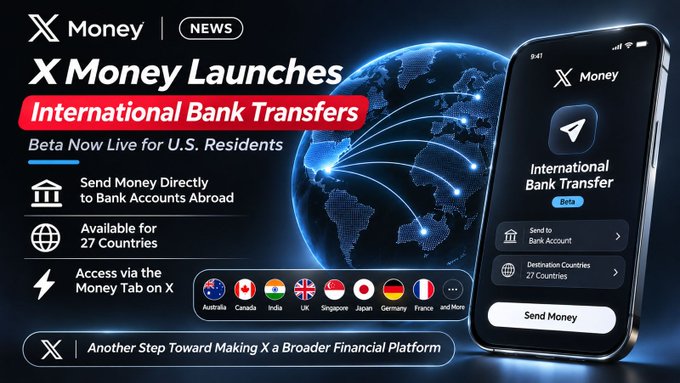 X Money
NEWS
X Money Launches
International Bank Transfers
Beta Now Live for U.S. Residents
Send Money Directly
to Bank Accounts Abroad
Available for
27 Countries
Access via the
Money Tab on X
Australia
Canada
India
UK
Singapore
Japan
Germany
France
and More
X
Another Step Toward Making X a Broader Financial Platform
9:41
X Money
International
Bank Transfer
Beta
Send to
Bank Account
Destination Countries
27 Countries
Send Money